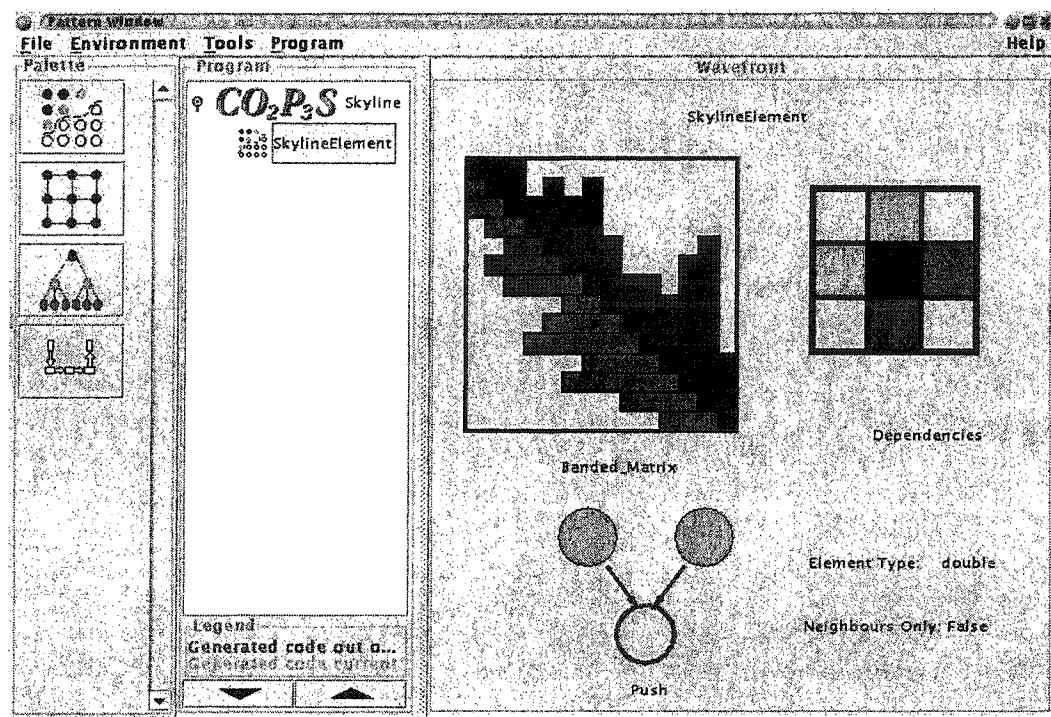 Pattern Window
File Environment Tools Program Help
Palette
Program
CO2P3S Skyline
SkylineElement
Legend
Generated code out o...
Generated code current
Wavefront
SkylineElement
Banded_Matrix
Dependencies
Element Type: double
Neighbours Only: False
Push